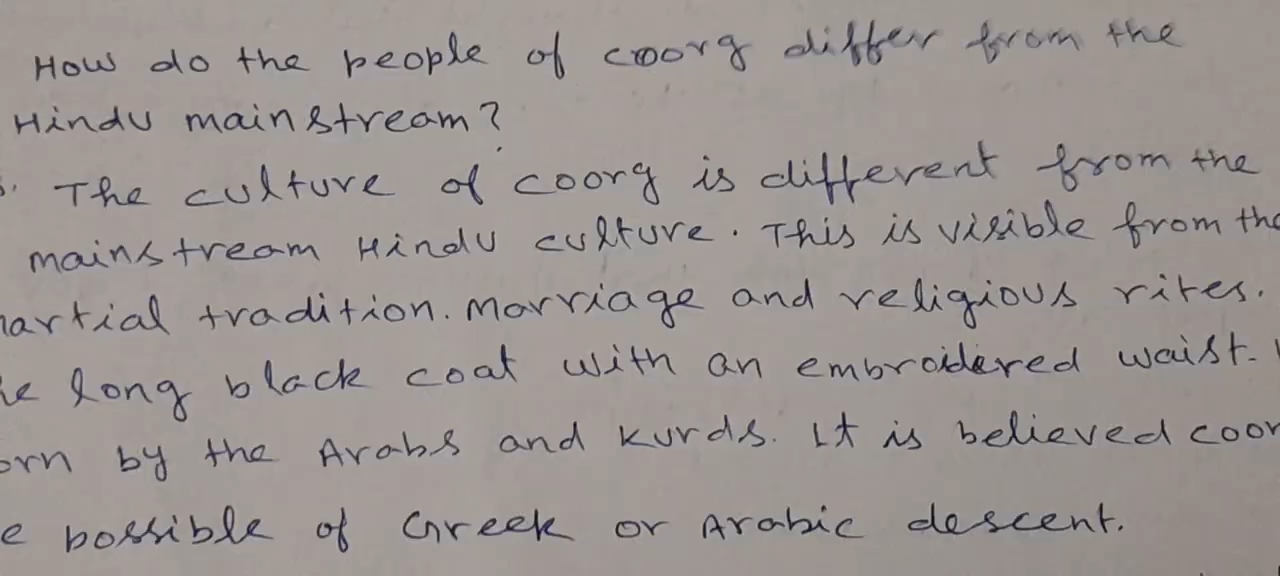 How do the people of coorg differ from the
Hindu mainstream?
The culture of coorg is different from the
mainstream Hindu culture. This is visible from the
martial tradition. Marriage and religious rites.
long black coat with an embroidered waist.
by the Arabs and Kurds. It is believed
possible of Greek or Arabic descent.